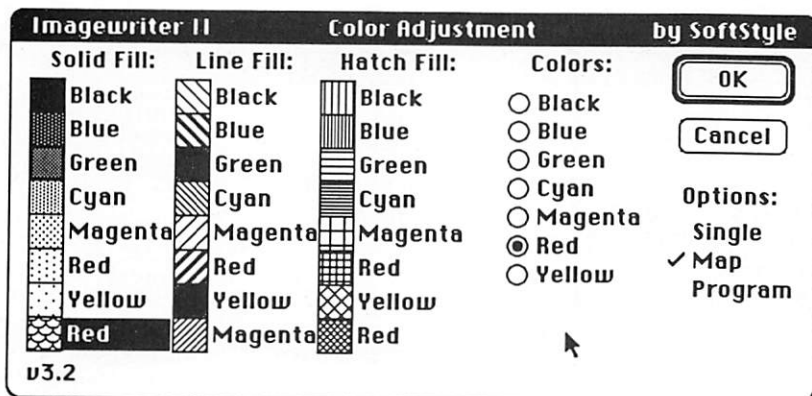 Imagewriter II Color Adjustment by SoftStyle
Solid Fill: Line Fill: Hatch Fill: Colors:
Black Black Black Black OK
Blue Blue Blue Blue Cancel
Green Green Green Green
Cyan Cyan Cyan Cyan Options:
Magenta Magenta Magenta Magenta Single
Red Red Red Red Map
Yellow Yellow Yellow Yellow Program
Red Magenta Red
v3.2